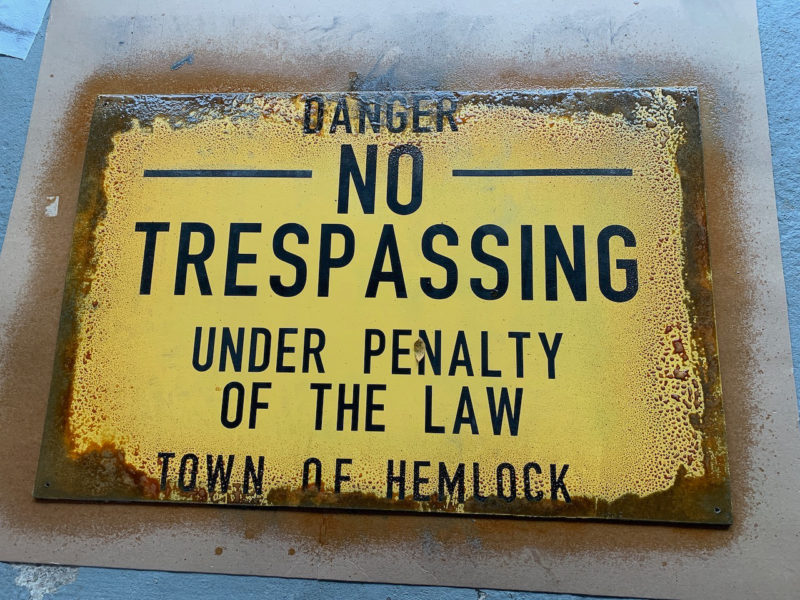 DANGER
NO
TRESPASSING
UNDER PENALTY
OF THE LAW
TOWN OF HEMLOCK